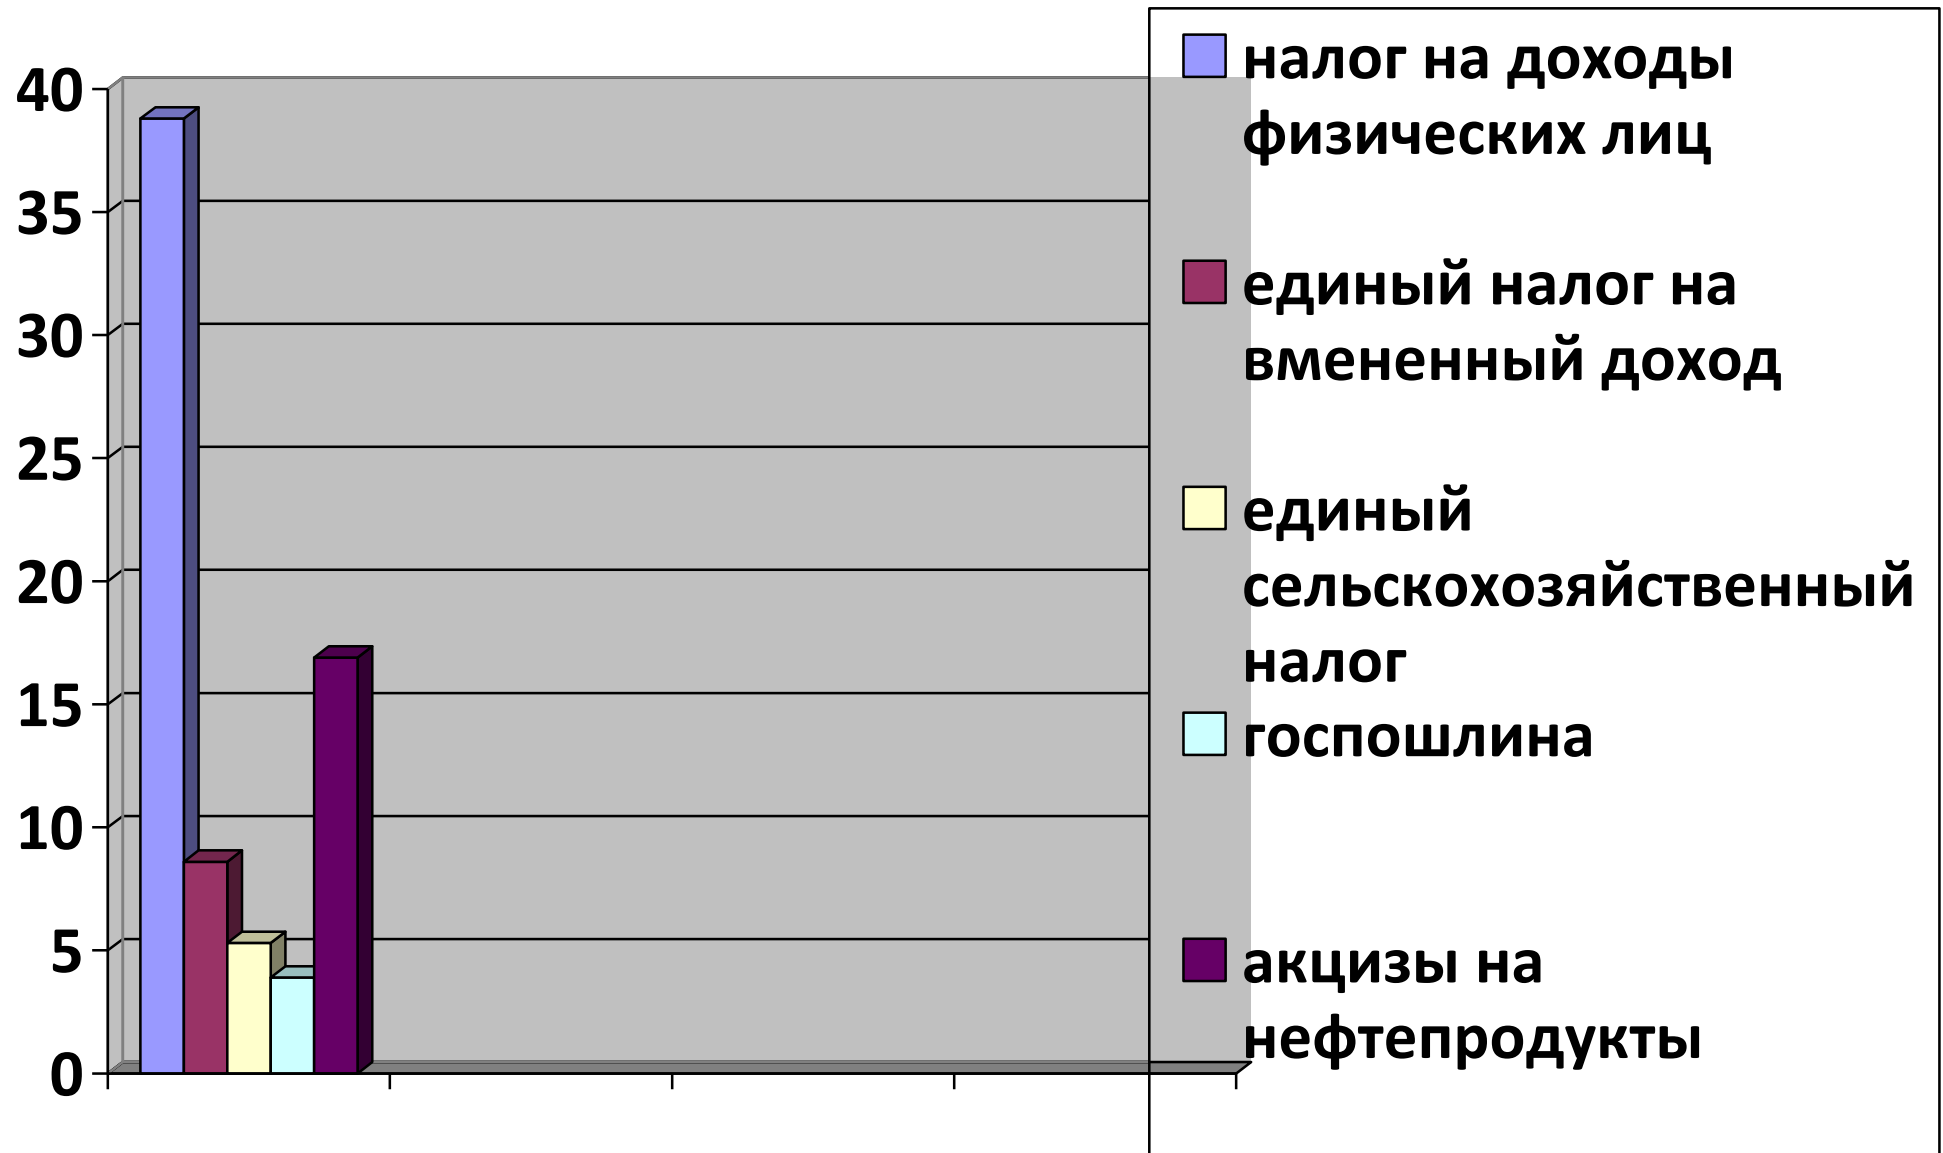 40
35
30
25
20
15
10
5
0
налог на доходы
физических лиц
единый налог на
вмененный доход
единый
сельскохозяйственный
налог
госпошлина
акцизы на
нефтепродукты